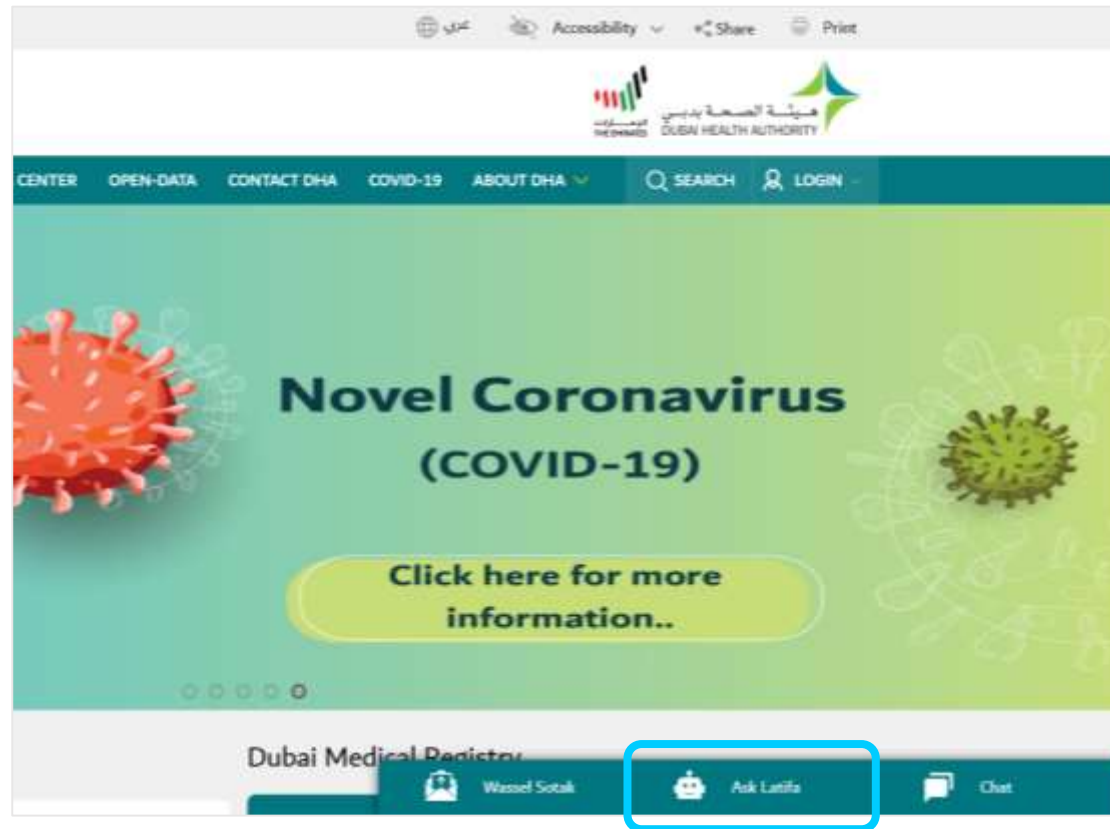 عربي Accessibility Share Print
هيئة الصحة بدبي
DUBAI HEALTH AUTHORITY
CENTER OPEN-DATA CONTACT DHA COVID-19 ABOUT DHA SEARCH LOGIN
Novel Coronavirus
(COVID-19)
Click here for more
information..
Dubai Medical Registry
Wassel Sotak Ask Latifa Chat